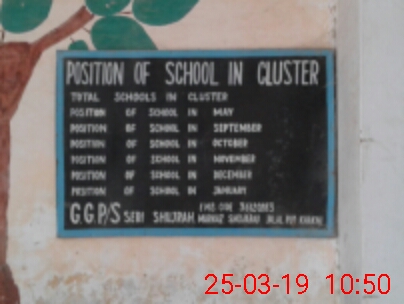 POSITION OF SCHOOL IN CLUSTER
TOTAL SCHOOLS IN CLUSTER
POSITION OF SCHOOL IN MAY
POSITION OF SCHOOL IN SEPTEMBER
POSITION OF SCHOOL IN OCTOBER
POSITION OF SCHOOL IN NOVEMBER
POSITION OF SCHOOL IN DECEMBER
POSITION OF SCHOOL IN JANUARY
G.G.P/S
25-03-19 10:50